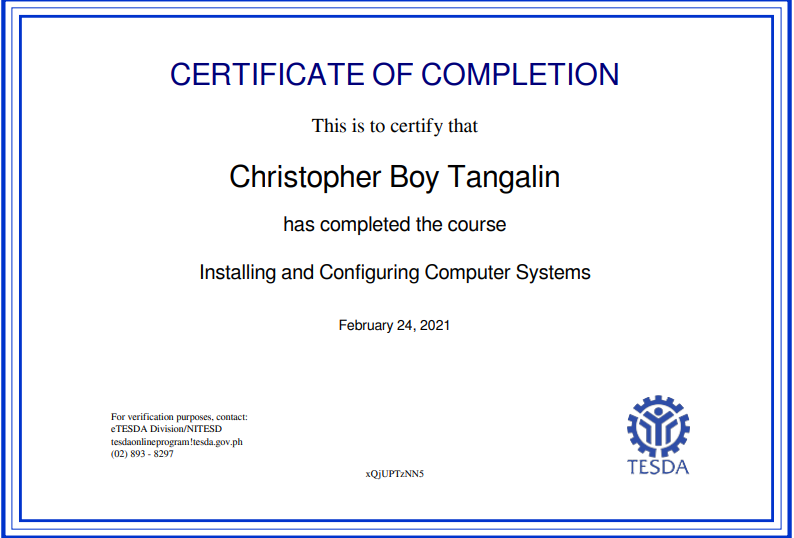 CERTIFICATE OF COMPLETION
This is to certify that
Christopher Boy Tangalin
has completed the course
Installing and Configuring Computer Systems
February 24, 2021
For verification purposes, contact:
eTESDA Division/NITESD
tesdaonlineprogram!tesda.gov.ph
(02) 893 - 8297
xQjUPTzNN5
TESDA